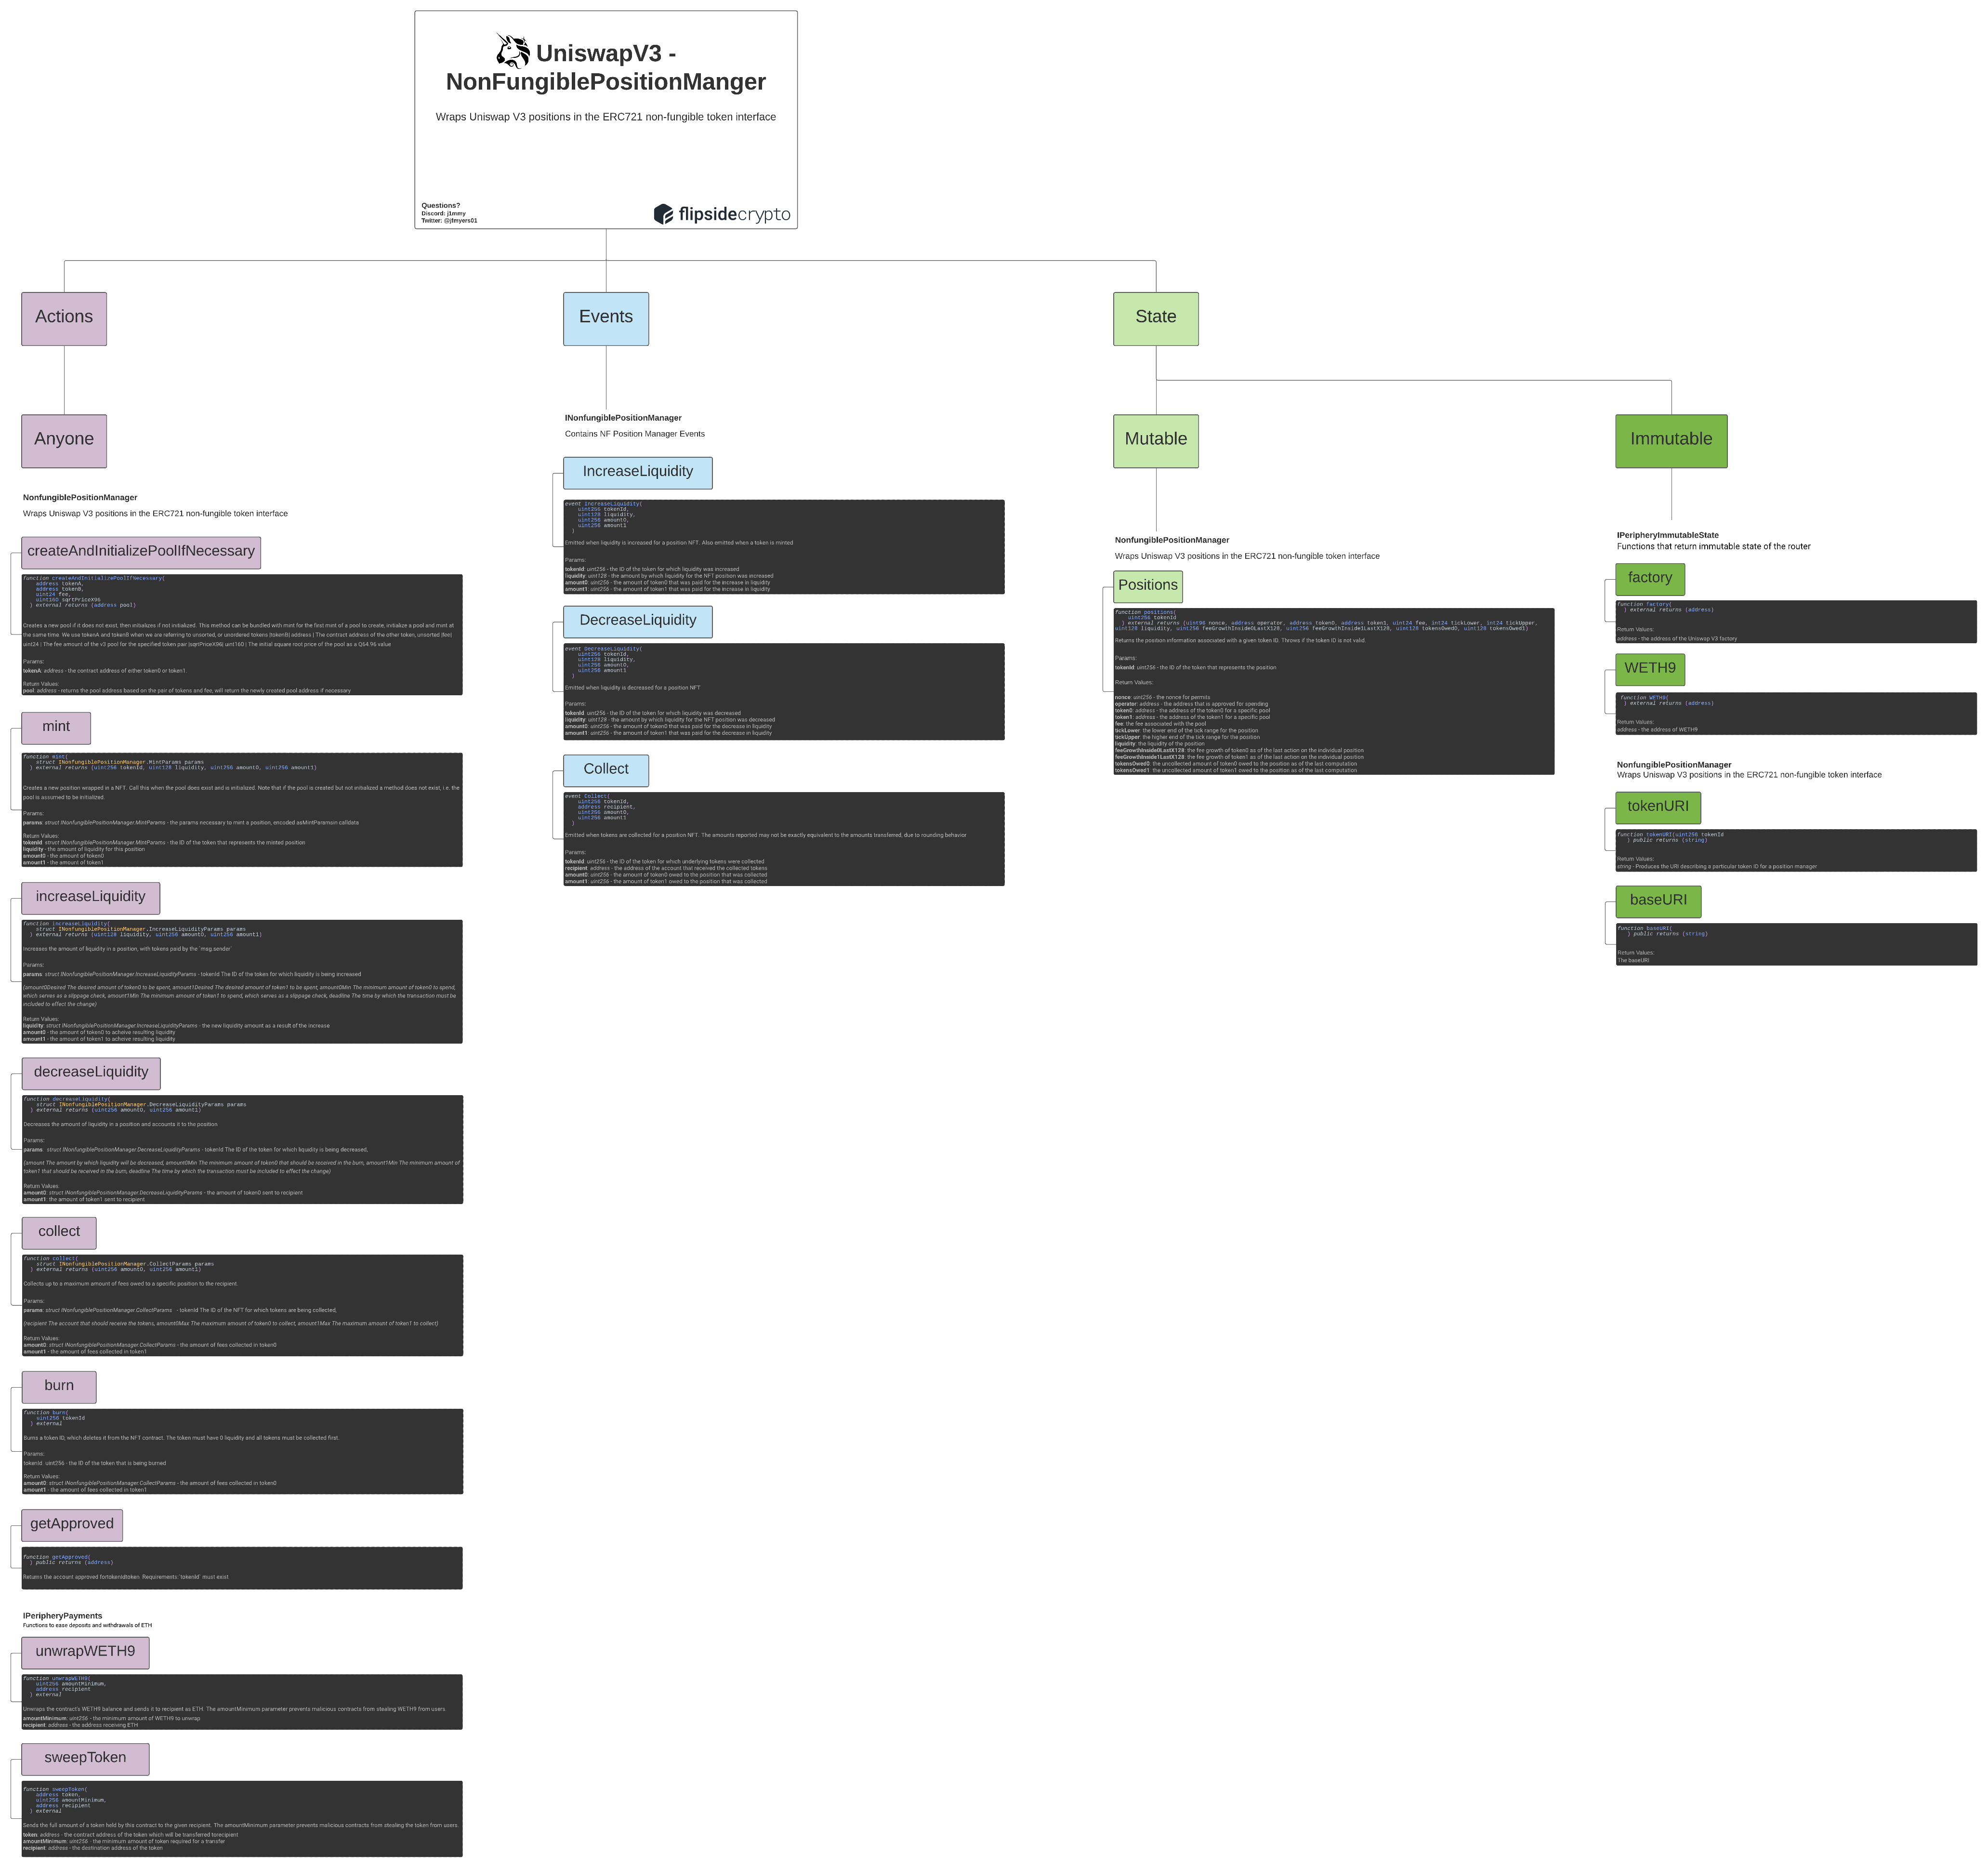 UniswapV3 -
NonFungiblePositionManger
Wraps Uniswap V3 positions in the ERC721 non-fungible token interface
Questions?
Discord: j1mmy
Twitter: @jfmyers01
flipsidecrypto
Actions
Anyone
NonfungiblePositionManager
Wraps Uniswap V3 positions in the ERC721 non-fungible token interface
createAndInitializePoolIfNecessary
function createAndInitializePoolIfNecessary(
address tokenA,
address tokenB,
uint24 fee,
uint160 sqrtPriceX96
) external returns (address pool)
Creates a new pool if it does not exist, then initializes if not initialized. This method can be bundled with mint for the first mint of a pool to create, initialize a pool and mint at
the same time. We use tokenA and tokenB when we are referring to unsorted, or unordered tokens |tokenB| address | The contract address of the other token, unsorted |fee|
uint24 | The fee amount of the v3 pool for the specified token pair |sqrtPriceX96| uint160 | The initial square root price of the pool as a Q64.96 value
Params:
tokenA: address - the contract address of either token0 or token1.
Return Values:
pool: address - returns the pool address based on the pair of tokens and fee, will return the newly created pool address if necessary
mint
function mint(
struct INonfungiblePositionManager.MintParams params
) external returns (uint256 tokenId, uint128 liquidity, uint256 amount0, uint256 amount1)
Creates a new position wrapped in a NFT. Call this when the pool does exist and is initialized. Note that if the pool is created but not initialized a method does not exist, i.e. the
pool is assumed to be initialized.
Params:
params: struct INonfungiblePositionManager.MintParams - the params necessary to mint a position, encoded asMintParamsin calldata
Return Values:
tokenId: struct INonfungiblePositionManager.MintParams - the ID of the token that represents the minted position
liquidity - the amount of liquidity for this position
amount0 - the amount of token0
amount1 - the amount of token1
increaseLiquidity
function increaseLiquidity(
struct INonfungiblePositionManager.IncreaseLiquidityParams params
) external returns (uint128 liquidity, uint256 amount0, uint256 amount1)
Increases the amount of liquidity in a position, with tokens paid by the `msg.sender`
Params:
params: struct INonfungiblePositionManager.IncreaseLiquidityParams - tokenId The ID of the token for which liquidity is being increased
(amount0Desired The desired amount of token0 to be spent, amount1Desired The desired amount of token1 to be spent, amount0Min The minimum amount of token0 to spend,
which serves as a slippage check, amount1Min The minimum amount of token1 to spend, which serves as a slippage check, deadline The time by which the transaction must be
included to effect the change)
Return Values:
liquidity: struct INonfungiblePositionManager.IncreaseLiquidityParams - the new liquidity amount as a result of the increase
amount0 - the amount of token0 to acheive resulting liquidity
amount1 - the amount of token1 to acheive resulting liquidity
decreaseLiquidity
function decreaseLiquidity(
struct INonfungiblePositionManager.DecreaseLiquidityParams params
) external returns (uint256 amount0, uint256 amount1)
Decreases the amount of liquidity in a position and accounts it to the position
Params:
params: struct INonfungiblePositionManager.DecreaseLiquidityParams - tokenId The ID of the token for which liquidity is being decreased,
(amount The amount by which liquidity will be decreased, amount0Min The minimum amount of token0 that should be received in the burn, amount1Min The minimum amount of
token1 that should be received in the burn, deadline The time by which the transaction must be included to effect the change)
Return Values:
amount0: struct INonfungiblePositionManager.DecreaseLiquidityParams - the amount of token0 sent to recipient
amount1: the amount of token1 sent to recipient
collect
function collect(
struct INonfungiblePositionManager.CollectParams params
) external returns (uint256 amount0, uint256 amount1)
Collects up to a maximum amount of fees owed to a specific position to the recipient.
Params:
params: struct INonfungiblePositionManager.CollectParams - tokenId The ID of the NFT for which tokens are being collected,
(recipient The account that should receive the tokens, amount0Max The maximum amount of token0 to collect, amount1Max The maximum amount of token1 to collect)
Return Values:
amount0: struct INonfungiblePositionManager.CollectParams - the amount of fees collected in token0
amount1 - the amount of fees collected in token1
burn
function burn(
uint256 tokenId
) external
Burns a token ID, which deletes it from the NFT contract. The token must have 0 liquidity and all tokens must be collected first.
Params:
tokenId: uint256 - the ID of the token that is being burned
Return Values:
amount0: struct INonfungiblePositionManager.CollectParams - the amount of fees collected in token0
amount1 - the amount of fees collected in token1
getApproved
function getApproved(
) public returns (address)
Returns the account approved fortokenIdtoken. Requirements: `tokenId` must exist.
IPeripheryPayments
Functions to ease deposits and withdrawals of ETH
unwrapWETH9
function unwrapWETH9(
uint256 amountMinimum,
address recipient
) external
Unwraps the contract's WETH9 balance and sends it to recipient as ETH. The amountMinimum parameter prevents malicious contracts from stealing WETH9 from users.
amountMinimum: uint256 - the minimum amount of WETH9 to unwrap
recipient: address - the address receiving ETH
sweepToken
function sweepToken(
address token,
uint256 amountMinimum,
address recipient
) external
Sends the full amount of a token held by this contract to the given recipient. The amountMinimum parameter prevents malicious contracts from stealing the token from users.
token: address - the contract address of the token which will be transferred torecipient
amountMinimum: uint256 - the minimum amount of token required for a transfer
recipient: address - the destination address of the token
Events
INonfungiblePositionManager
Contains NF Position Manager Events
IncreaseLiquidity
event IncreaseLiquidity(
uint256 tokenId,
uint128 liquidity,
uint256 amount0,
uint256 amount1
)
Emitted when liquidity is increased for a position NFT. Also emitted when a token is minted
Params:
tokenId: uint256 - the ID of the token for which liquidity was increased
liquidity: uint128 - the amount by which liquidity for the NFT position was increased
amount0: uint256 - the amount of token0 that was paid for the increase in liquidity
amount1: uint256 - the amount of token1 that was paid for the increase in liquidity
DecreaseLiquidity
event DecreaseLiquidity(
uint256 tokenId,
uint128 liquidity,
uint256 amount0,
uint256 amount1
)
Emitted when liquidity is decreased for a position NFT
Params:
tokenId: uint256 - the ID of the token for which liquidity was decreased
liquidity: uint128 - the amount by which liquidity for the NFT position was decreased
amount0: uint256 - the amount of token0 that was paid for the decrease in liquidity
amount1: uint256 - the amount of token1 that was paid for the decrease in liquidity
Collect
event Collect(
uint256 tokenId,
address recipient,
uint256 amount0,
uint256 amount1
)
Emitted when tokens are collected for a position NFT. The amounts reported may not be exactly equivalent to the amounts transferred, due to rounding behavior
Params:
tokenId: uint256 - the ID of the token for which underlying tokens were collected
recipient: address - the address of the account that received the collected tokens
amount0: uint256 - the amount of token0 owed to the position that was collected
amount1: uint256 - the amount of token1 owed to the position that was collected
State
Mutable
NonfungiblePositionManager
Wraps Uniswap V3 positions in the ERC721 non-fungible token interface
Positions
function positions(
uint256 tokenId
) external returns (uint96 nonce, address operator, address token0, address token1, uint24 fee, int24 tickLower, int24 tickUpper,
uint128 liquidity, uint256 feeGrowthInside0LastX128, uint256 feeGrowthInside1LastX128, uint128 tokensOwed0, uint128 tokensOwed1)
Returns the position information associated with a given token ID. Throws if the token ID is not valid.
Params:
tokenId: uint256 - the ID of the token that represents the position
Return Values:
nonce: uint256 - the nonce for permits
operator: address - the address that is approved for spending
token0: address - the address of the token0 for a specific pool
token1: address - the address of the token1 for a specific pool
fee: the fee associated with the pool
tickLower: the lower end of the tick range for the position
tickUpper: the higher end of the tick range for the position
liquidity: the liquidity of the position
feeGrowthInside0LastX128: the fee growth of token0 as of the last action on the individual position
feeGrowthInside1LastX128: the fee growth of token1 as of the last action on the individual position
tokensOwed0: the uncollected amount of token0 owed to the position as of the last computation
tokensOwed1: the uncollected amount of token1 owed to the position as of the last computation
Immutable
IPeripheryImmutableState
Functions that return immutable state of the router
factory
function factory(
) external returns (address)
Return Values:
address - the address of the Uniswap V3 factory
WETH9
function WETH9(
) external returns (address)
Return Values:
address - the address of WETH9
NonfungiblePositionManager
Wraps Uniswap V3 positions in the ERC721 non-fungible token interface
tokenURI
function tokenURI(uint256 tokenId
) public returns (string)
Return Values:
string - Produces the URI describing a particular token ID for a position manager
baseURI
function baseURI(
) public returns (string)
Return Values:
The baseURI